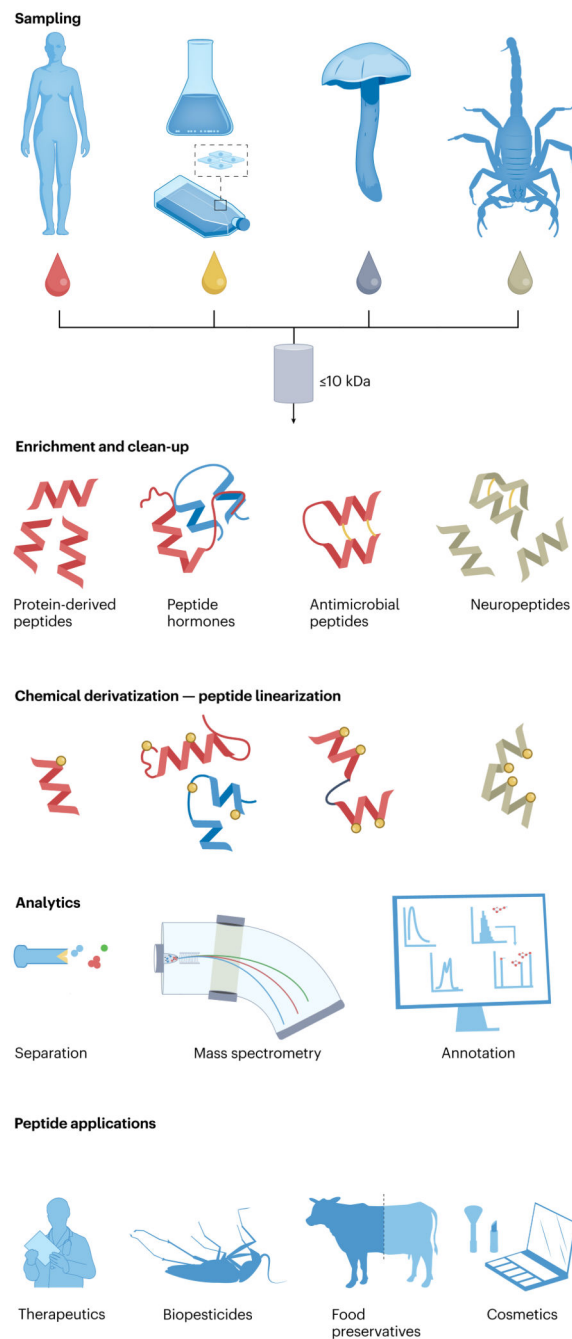 Sampling
≤10 kDa
Enrichment and clean-up
Protein-derived
peptides
Peptide
hormones
Antimicrobial
peptides
Neuropeptides
Chemical derivatization — peptide linearization
Analytics
Separation
Mass spectrometry
Annotation
Peptide applications
Therapeutics
Biopesticides
Food
preservatives
Cosmetics